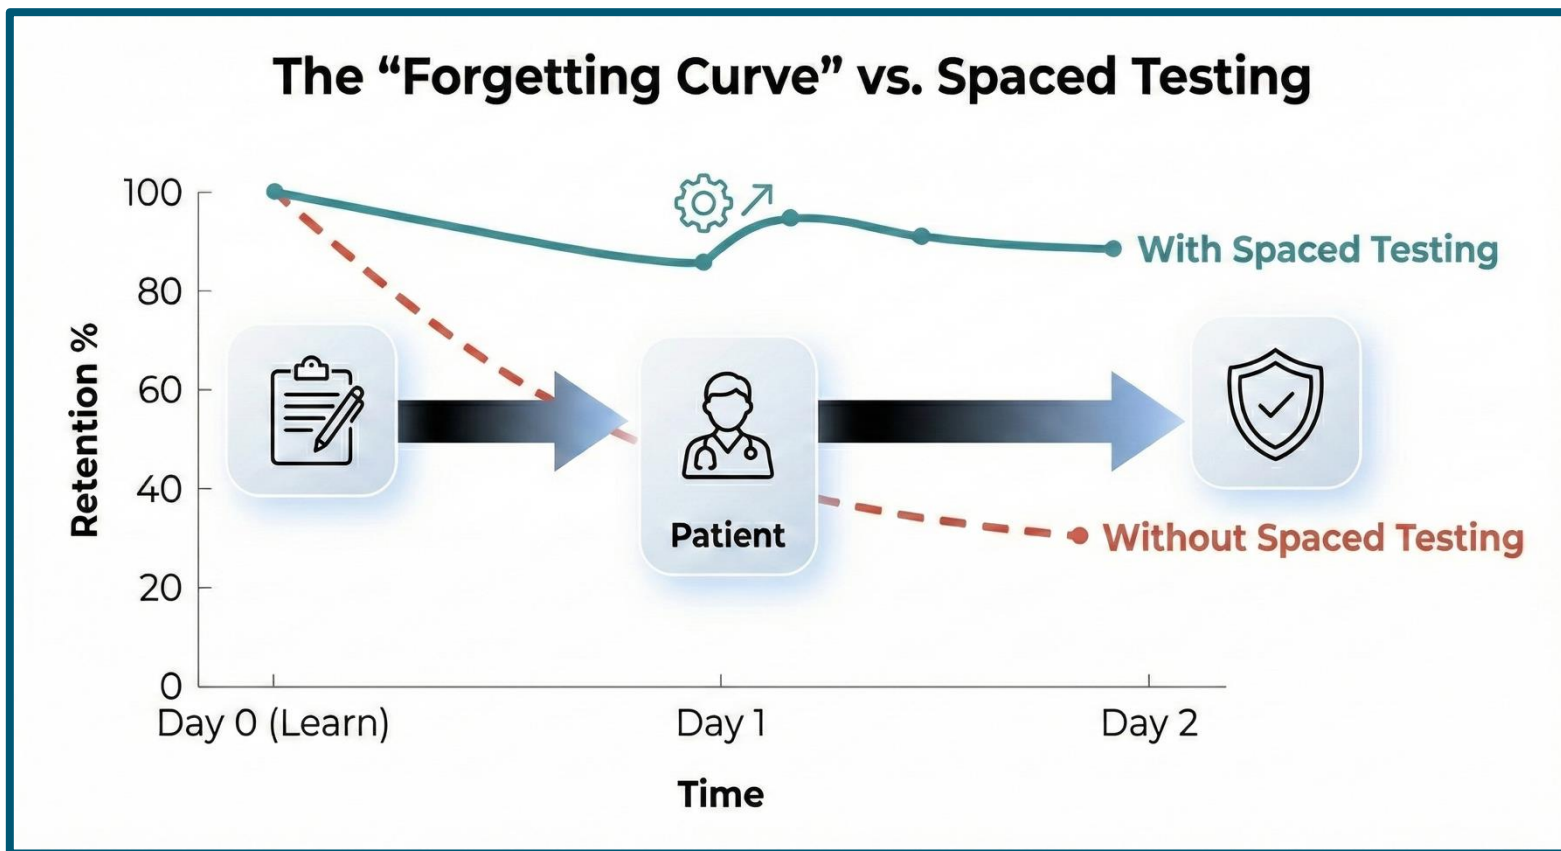 The “Forgetting Curve” vs. Spaced Testing
100
80
60
40
20
0
Retention %
With Spaced Testing
Patient
Without Spaced Testing
Day 0 (Learn)
Day 1
Day 2
Time